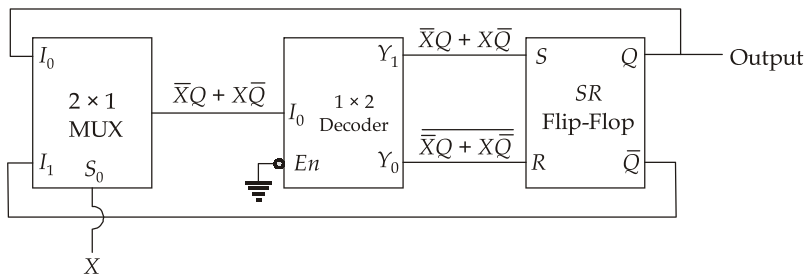 I₀
2 × 1
MUX
I₁
S₀
X
X̅Q + XQ̅
I₀
1 × 2
Decoder
En
Y₁
Y₀
X̅Q + XQ̅
X̅Q + XQ̅
S
R
SR
Flip-Flop
Q
Q̅
Output